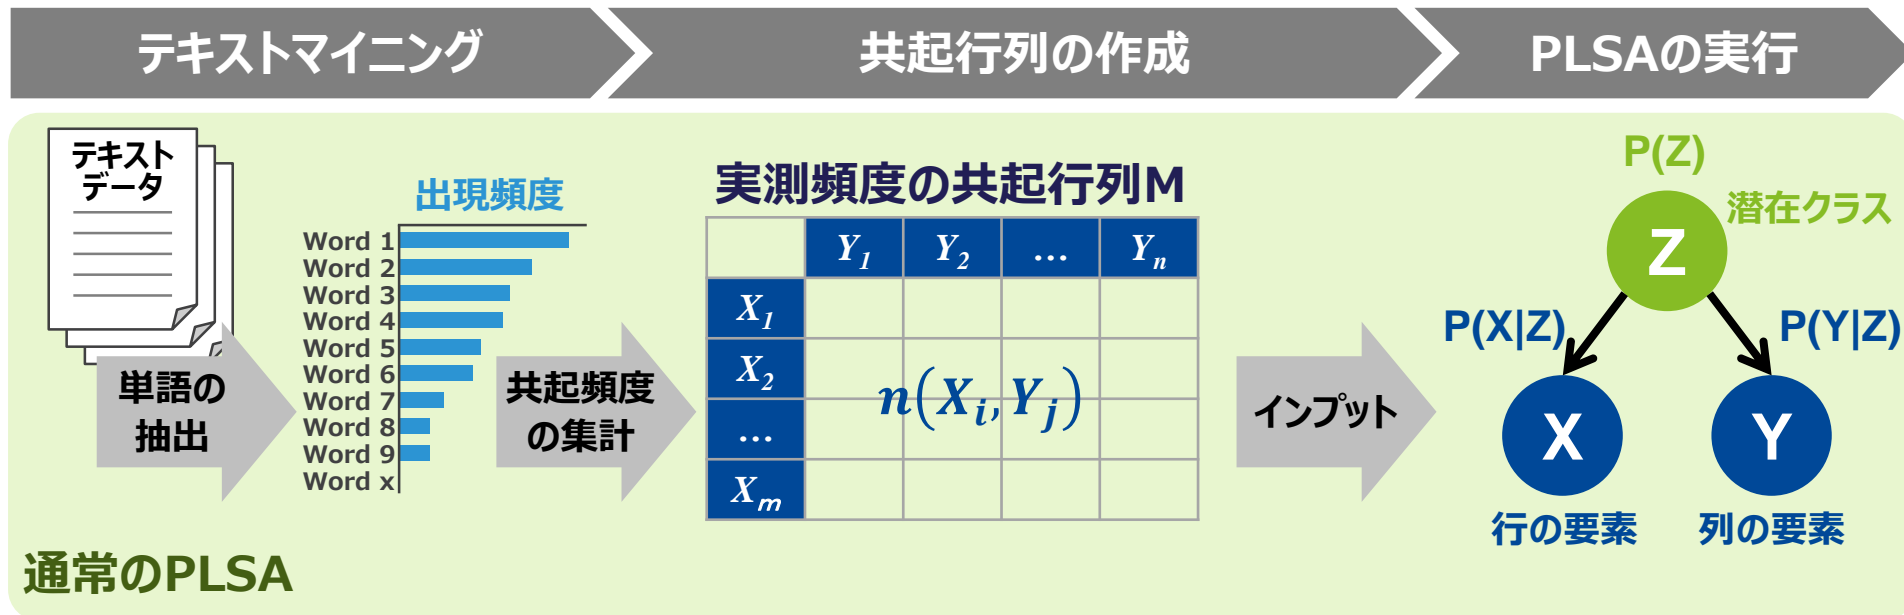 テキストマイニング
共起行列の作成
PLSAの実行
テキスト
データ
単語の
抽出
出現頻度
Word 1
Word 2
Word 3
Word 4
Word 5
Word 6
Word 7
Word 8
Word 9
Word x
共起頻度
の集計
実測頻度の共起行列M
Y1 Y2 … Yn
X1
X2
…
Xm
n(Xi, Yj)
インプット
P(Z)
潜在クラス
Z
P(X|Z) P(Y|Z)
X Y
行の要素 列の要素
通常のPLSA